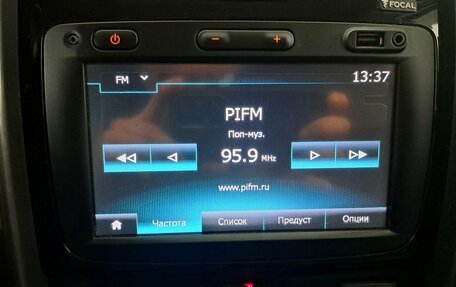 FOCAL
FM
13:37
PIFM
Поп-муз.
95.9 MHz
www.pifm.ru
Частота Список Предуст Опции